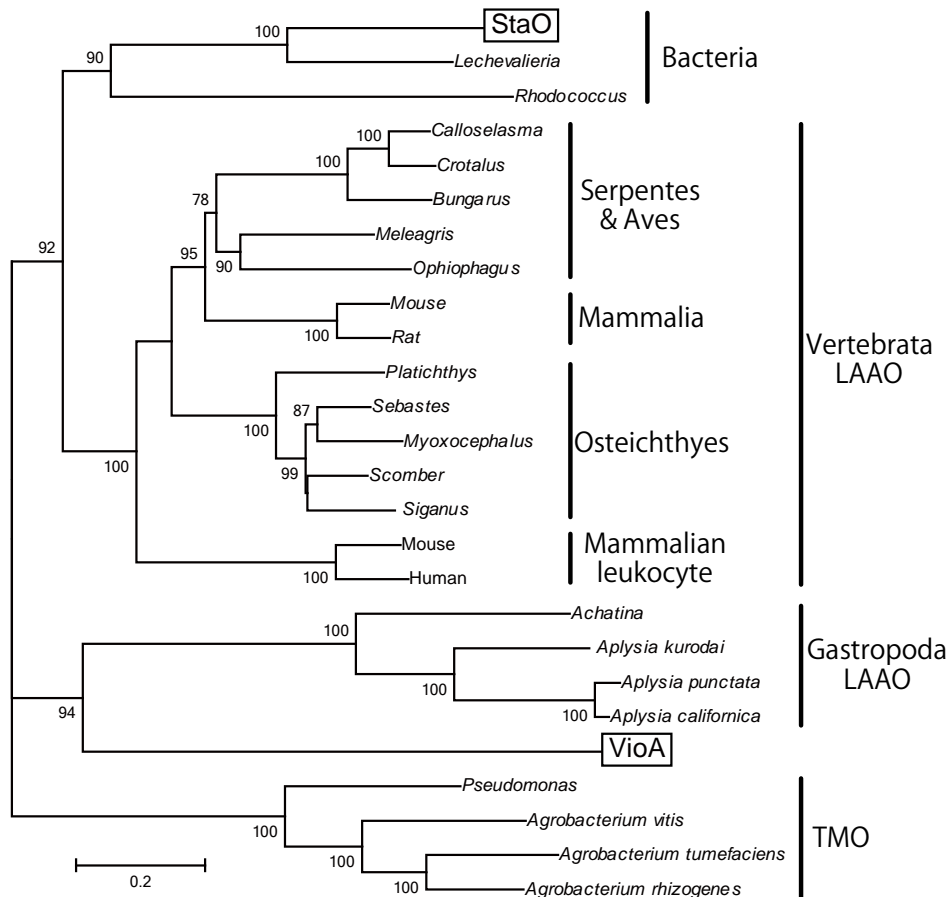 StaO
100
Lechevalieria
90
Bacteria
Rhodococcus
Calloselasma
100
Crotalus
100
Bungarus
Serpentes
& Aves
78
Meleagris
92
95
90
Ophiophagus
Mouse
Mammalia
100
Rat
Vertebrata
LAAO
Platichthys
87
Sebastes
100
Myoxocephalus
Osteichthyes
100
99
Scomber
Siganus
Mouse
Mammalian
leukocyte
100
Human
Achatina
100
Aplysia kurodai
Gastropoda
LAAO
100
Aplysia punctata
94
100
Aplysia californica
VioA
Pseudomonas
100
Agrobacterium vitis
TMO
100
Agrobacterium tumefaciens
0.2
100
Agrobacterium rhizogenes